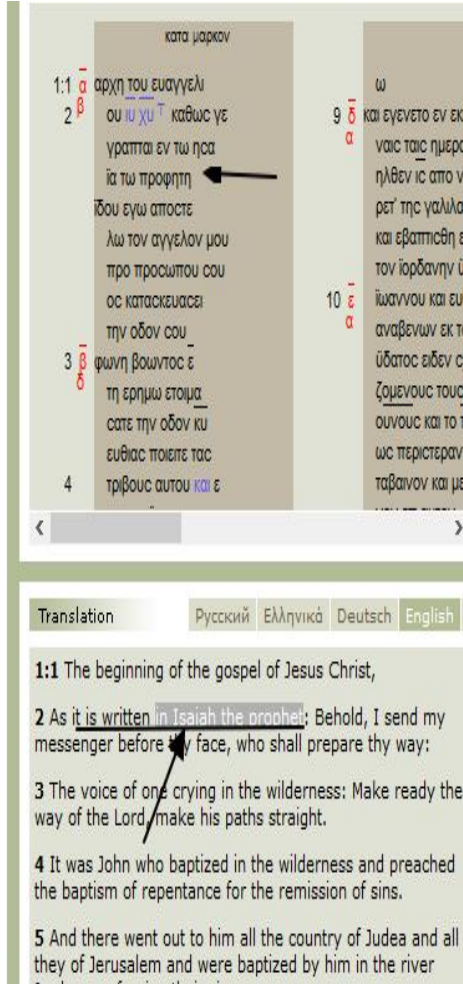 κατα μαρκον
1:1 α αρχη του ευαγγελι
2 β ου ιυ χυ τ καθως γε
γραπται εν τω ησα
ϊα τω προφητη
ϊδου εγω αποστε
λω τον αγγελον μου
προ προσωπου σου
ος κατασκευασει
την οδον σου
3 β δ φωνη βοωντος ε
τη ερημω ετοιμα
σατε την οδον κυ
ευθιας ποιειτε τας
4 τριβους αυτου και ε
ω
9 δ α και εγενετο εν εκ
ναις ταις ημερα
ηλθεν ις απο ν
ρετ' της γαλιλα
και εβαπτισθη ε
τον ϊορδανην
10 ε α ϊωαννου και ευ
αναβενων εκ το
ϋδατος ειδεν
ζομενους τους
ουνους και το
ως περιστεραν
ταβαινον και με
Translation Русский Ελληνικά Deutsch English
1:1 The beginning of the gospel of Jesus Christ,
2 As it is written in Isaiah the prophet: Behold, I send my
messenger before thy face, who shall prepare thy way:
3 The voice of one crying in the wilderness: Make ready the
way of the Lord, make his paths straight.
4 It was John who baptized in the wilderness and preached
the baptism of repentance for the remission of sins.
5 And there went out to him all the country of Judea and all
they of Jerusalem and were baptized by him in the river